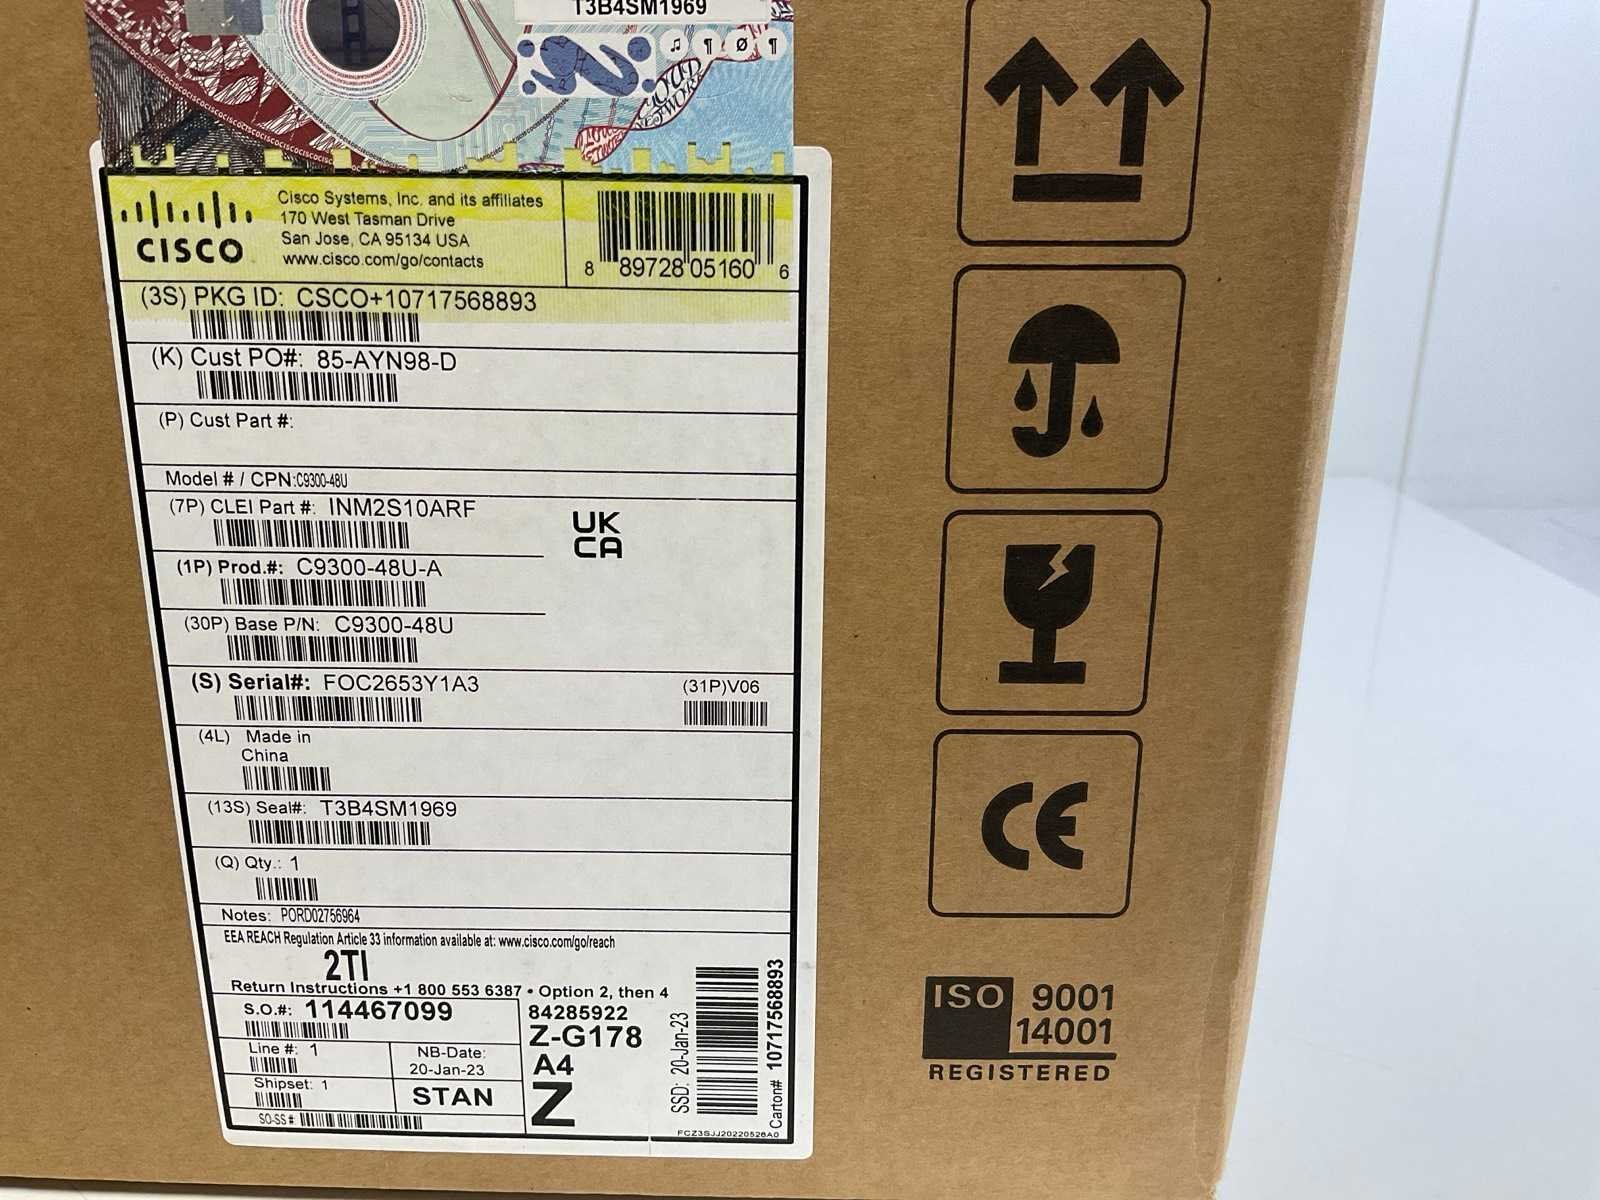 T3B4SM1969
CISCO
Cisco Systems, Inc. and its affiliates
170 West Tasman Drive
San Jose, CA 95134 USA
www.cisco.com/go/contacts
8 89728 05160 6
(3S) PKG ID: CSCO+10717568893
(K) Cust PO#: 85-AYN98-D
(P) Cust Part #:
Model # / CPN:C9300-48U
(7P) CLEI Part #: INM2S10ARF
UK
CA
(1P) Prod.#: C9300-48U-A
(30P) Base P/N: C9300-48U
(S) Serial#: FOC2653Y1A3
(31P)V06
(4L) Made in
China
(13S) Seal#: T3B4SM1969
(Q) Qty.: 1
Notes: PORD02756964
EEA REACH Regulation Article 33 information available at: www.cisco.com/go/reach
2TI
Return Instructions +1 800 553 6387 • Option 2, then 4
S.O.#: 114467099
84285922
Z-G178
A4
Z
Line #: 1
NB-Date:
20-Jan-23
Shipset: 1
STAN
SO-SS #:
SSD: 20-Jan-23
Carton# 10717568893
FCZ3SJJ20220526A0
CE
ISO 9001
14001
REGISTERED